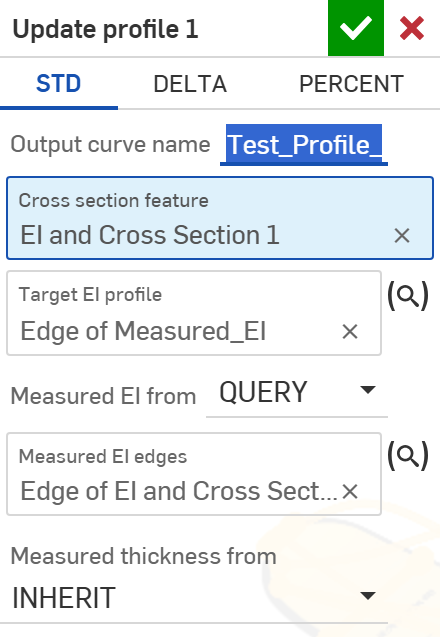 Update profile 1
STD DELTA PERCENT
Output curve name Test_Profile_
Cross section feature
EI and Cross Section 1
Target EI profile
Edge of Measured_EI
Measured EI from QUERY
Measured EI edges
Edge of EI and Cross Sect...
Measured thickness from
INHERIT